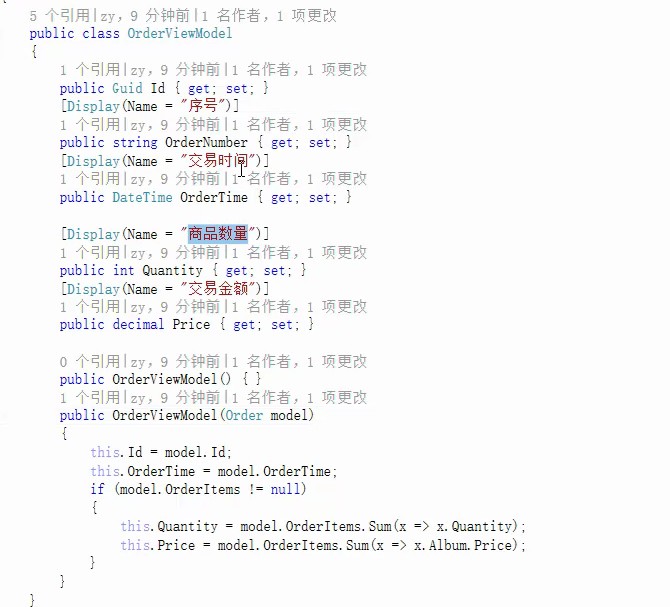 5 个引用|zy，9 分钟前|1 名作者，1 项更改
public class OrderViewModel
{
1 个引用|zy，9 分钟前|1 名作者，1 项更改
public Guid Id { get; set; }
[Display(Name = "序号")]
1 个引用|zy，9 分钟前|1 名作者，1 项更改
public string OrderNumber { get; set; }
[Display(Name = "交易时间")]
1 个引用|zy，9 分钟前|1 名作者，1 项更改
public DateTime OrderTime { get; set; }
[Display(Name = "商品数量")]
1 个引用|zy，9 分钟前|1 名作者，1 项更改
public int Quantity { get; set; }
[Display(Name = "交易金额")]
1 个引用|zy，9 分钟前|1 名作者，1 项更改
public decimal Price { get; set; }
0 个引用|zy，9 分钟前|1 名作者，1 项更改
public OrderViewModel() { }
1 个引用|zy，9 分钟前|1 名作者，1 项更改
public OrderViewModel(Order model)
{
this.Id = model.Id;
this.OrderTime = model.OrderTime;
if (model.OrderItems != null)
{
this.Quantity = model.OrderItems.Sum(x => x.Quantity);
this.Price = model.OrderItems.Sum(x => x.Album.Price);
}
}
}